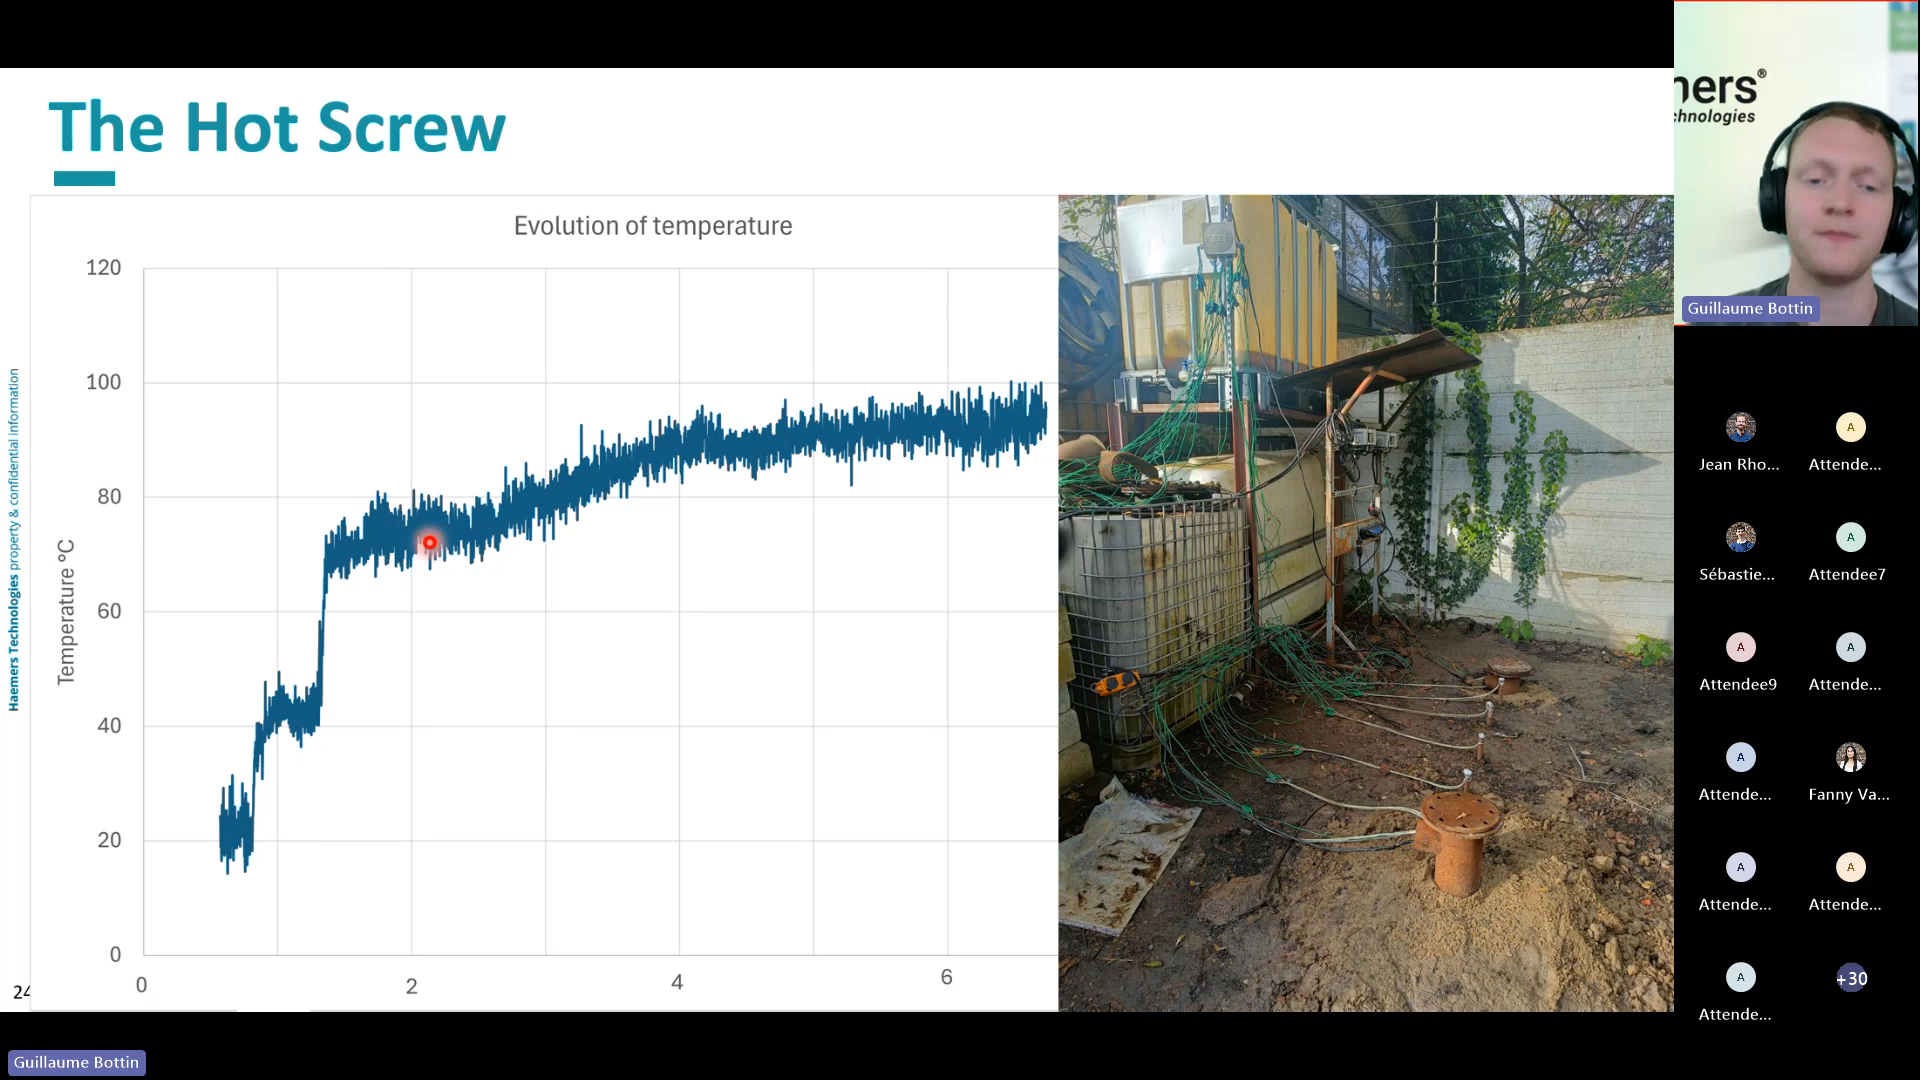 The Hot Screw
Evolution of temperature
120
100
80
60
40
20
0
Temperature °C
0
2
4
6
Haemers Technologies property & confidential information
24
ners®
chnologies
Guillaume Bottin
Jean Rho...
A
Attende...
Sébastie...
A
Attendee7
A
Attendee9
A
Attende...
A
Attende...
Fanny Va...
A
Attende...
A
Attende...
A
Attende...
+30
Guillaume Bottin